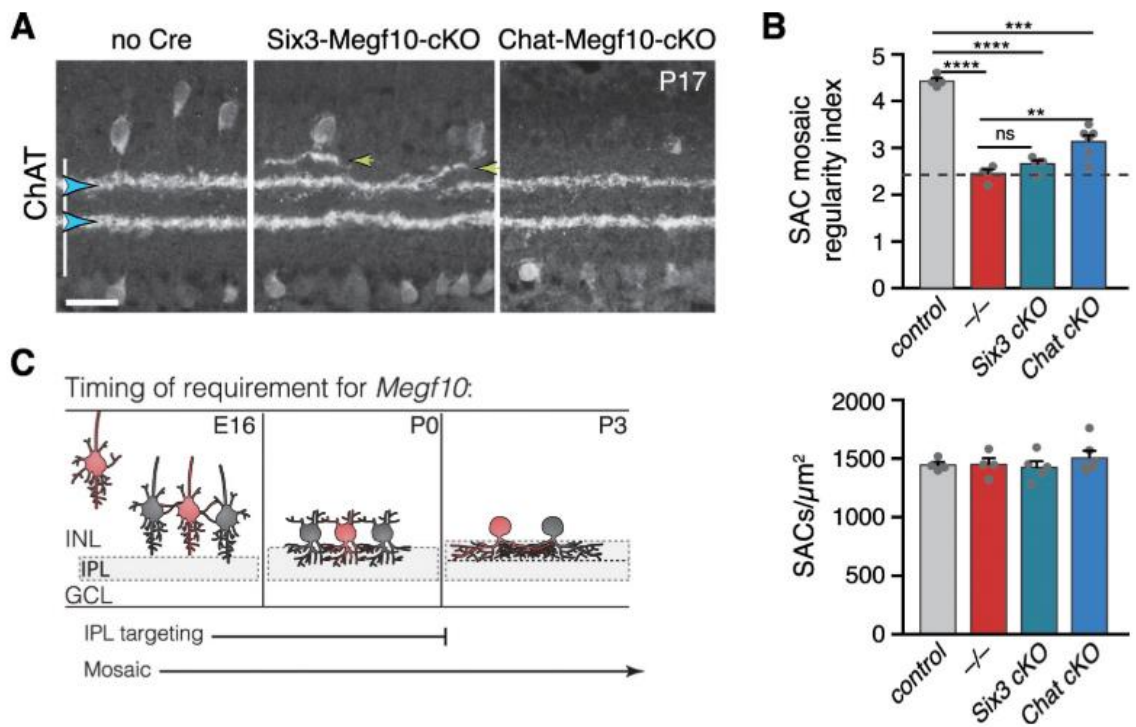 A
no Cre
Six3-Megf10-cKO
Chat-Megf10-cKO
P17
ChAT
B
***
****
****
**
ns
5
4
3
2
1
0
SAC mosaic
regularity index
control
–/–
Six3 cKO
Chat cKO
C
Timing of requirement for Megf10:
E16
P0
P3
INL
IPL
GCL
IPL targeting
Mosaic
2000
1500
1000
500
0
SACs/µm²
control
–/–
Six3 cKO
Chat cKO